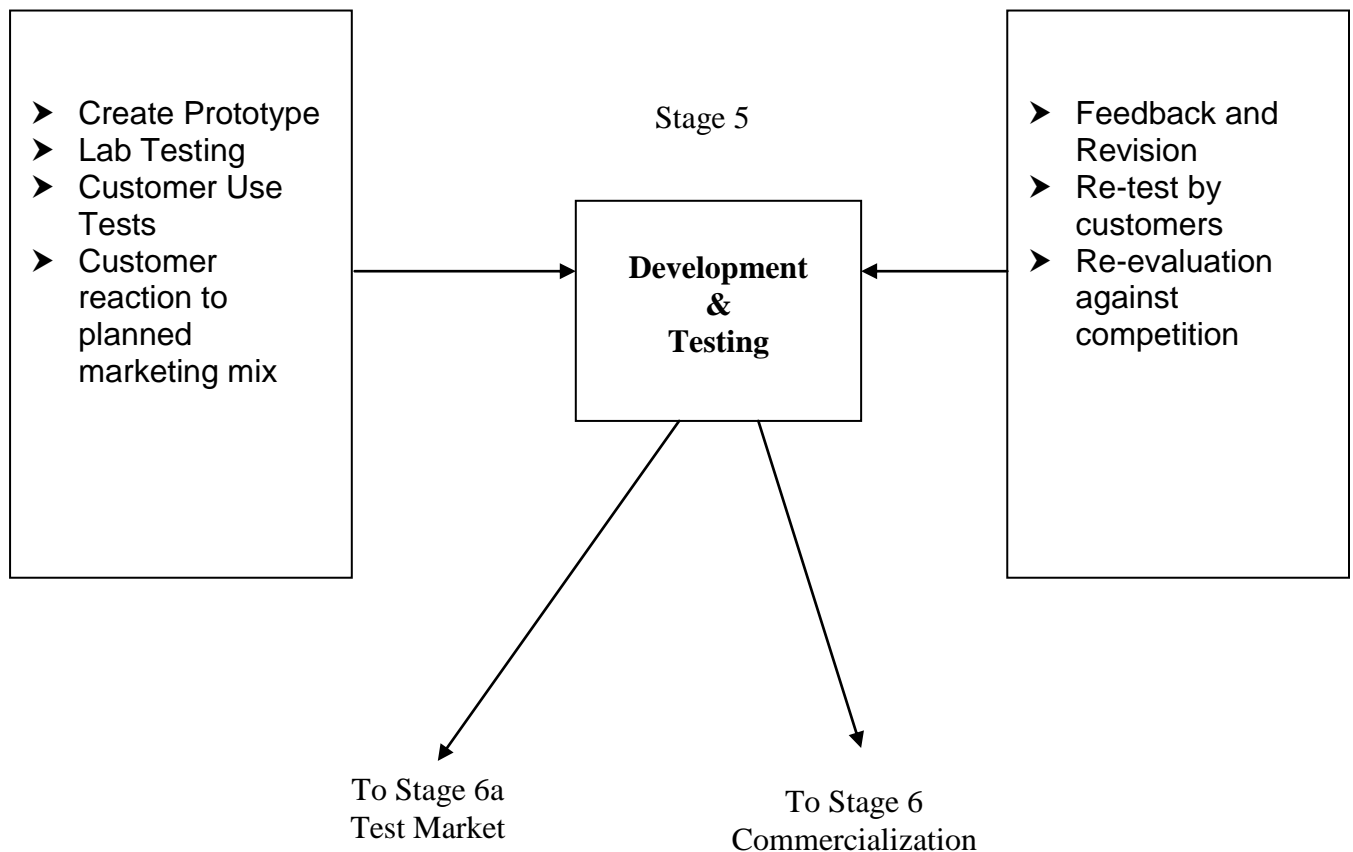 ➤ Create Prototype
➤ Lab Testing
➤ Customer Use
Tests
➤ Customer
reaction to
planned
marketing mix
Stage 5
Development
&
Testing
➤ Feedback and
Revision
➤ Re-test by
customers
➤ Re-evaluation
against
competition
To Stage 6a
Test Market
To Stage 6
Commercialization